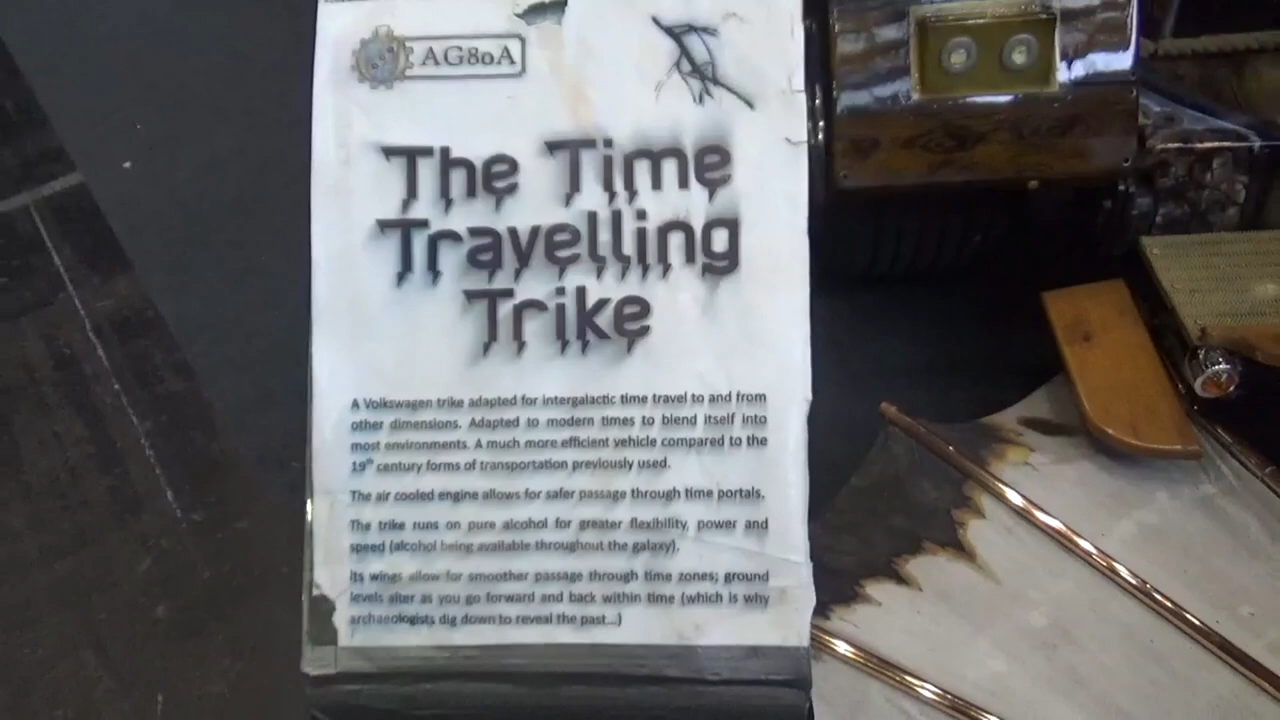 AG80A
The Time
Travelling
Trike
A Volkswagen trike adapted for intergalactic time travel to and from
other dimensions. Adapted to modern times to blend itself into
most environments. A much more efficient vehicle compared to the
19th century forms of transportation previously used.
The air cooled engine allows for safer passage through time portals.
The trike runs on pure alcohol for greater flexibility, power and
speed (alcohol being available throughout the galaxy).
Its wings allow for smoother passage through time zones; ground
levels alter as you go forward and back within time (which is why
archaeologists dig down to reveal the past...)